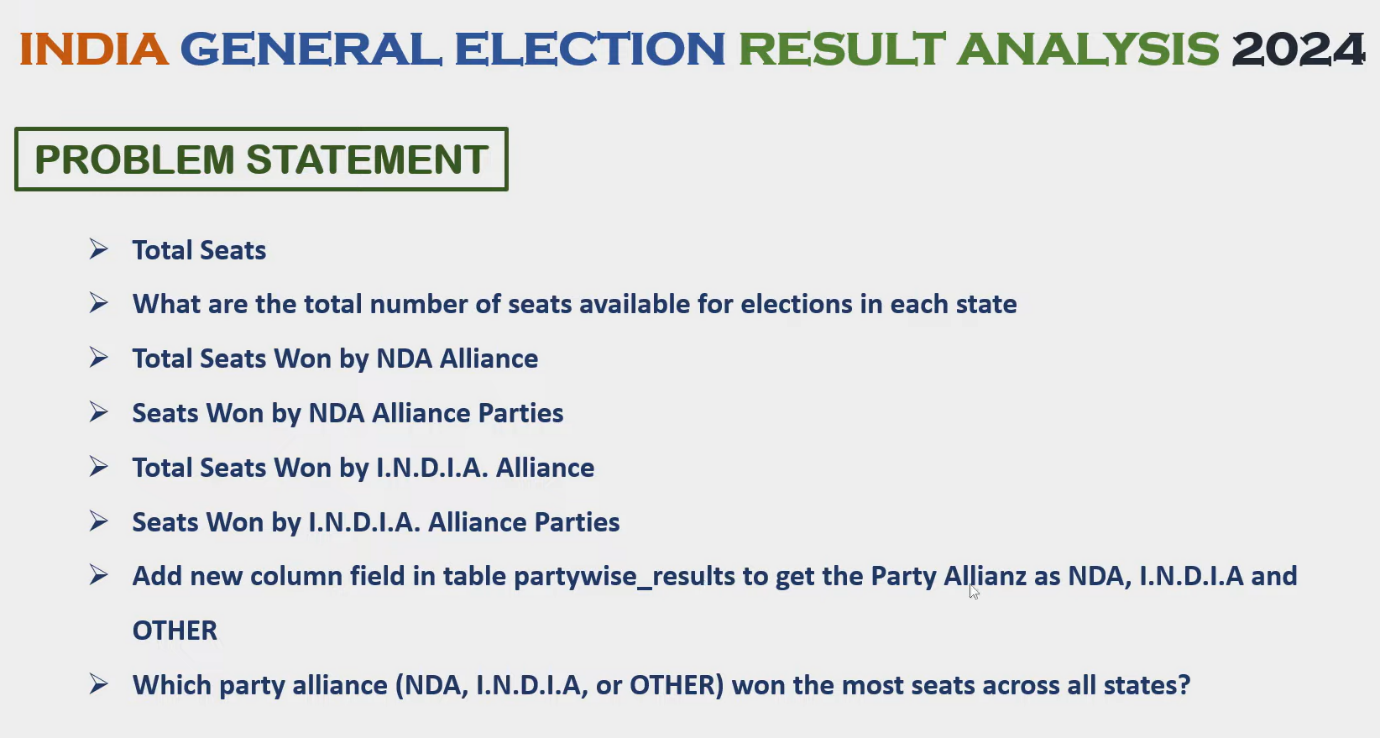 INDIA GENERAL ELECTION RESULT ANALYSIS 2024
PROBLEM STATEMENT
➢ Total Seats
➢ What are the total number of seats available for elections in each state
➢ Total Seats Won by NDA Alliance
➢ Seats Won by NDA Alliance Parties
➢ Total Seats Won by I.N.D.I.A. Alliance
➢ Seats Won by I.N.D.I.A. Alliance Parties
➢ Add new column field in table partywise_results to get the Party Allianz as NDA, I.N.D.I.A and
OTHER
➢ Which party alliance (NDA, I.N.D.I.A, or OTHER) won the most seats across all states?